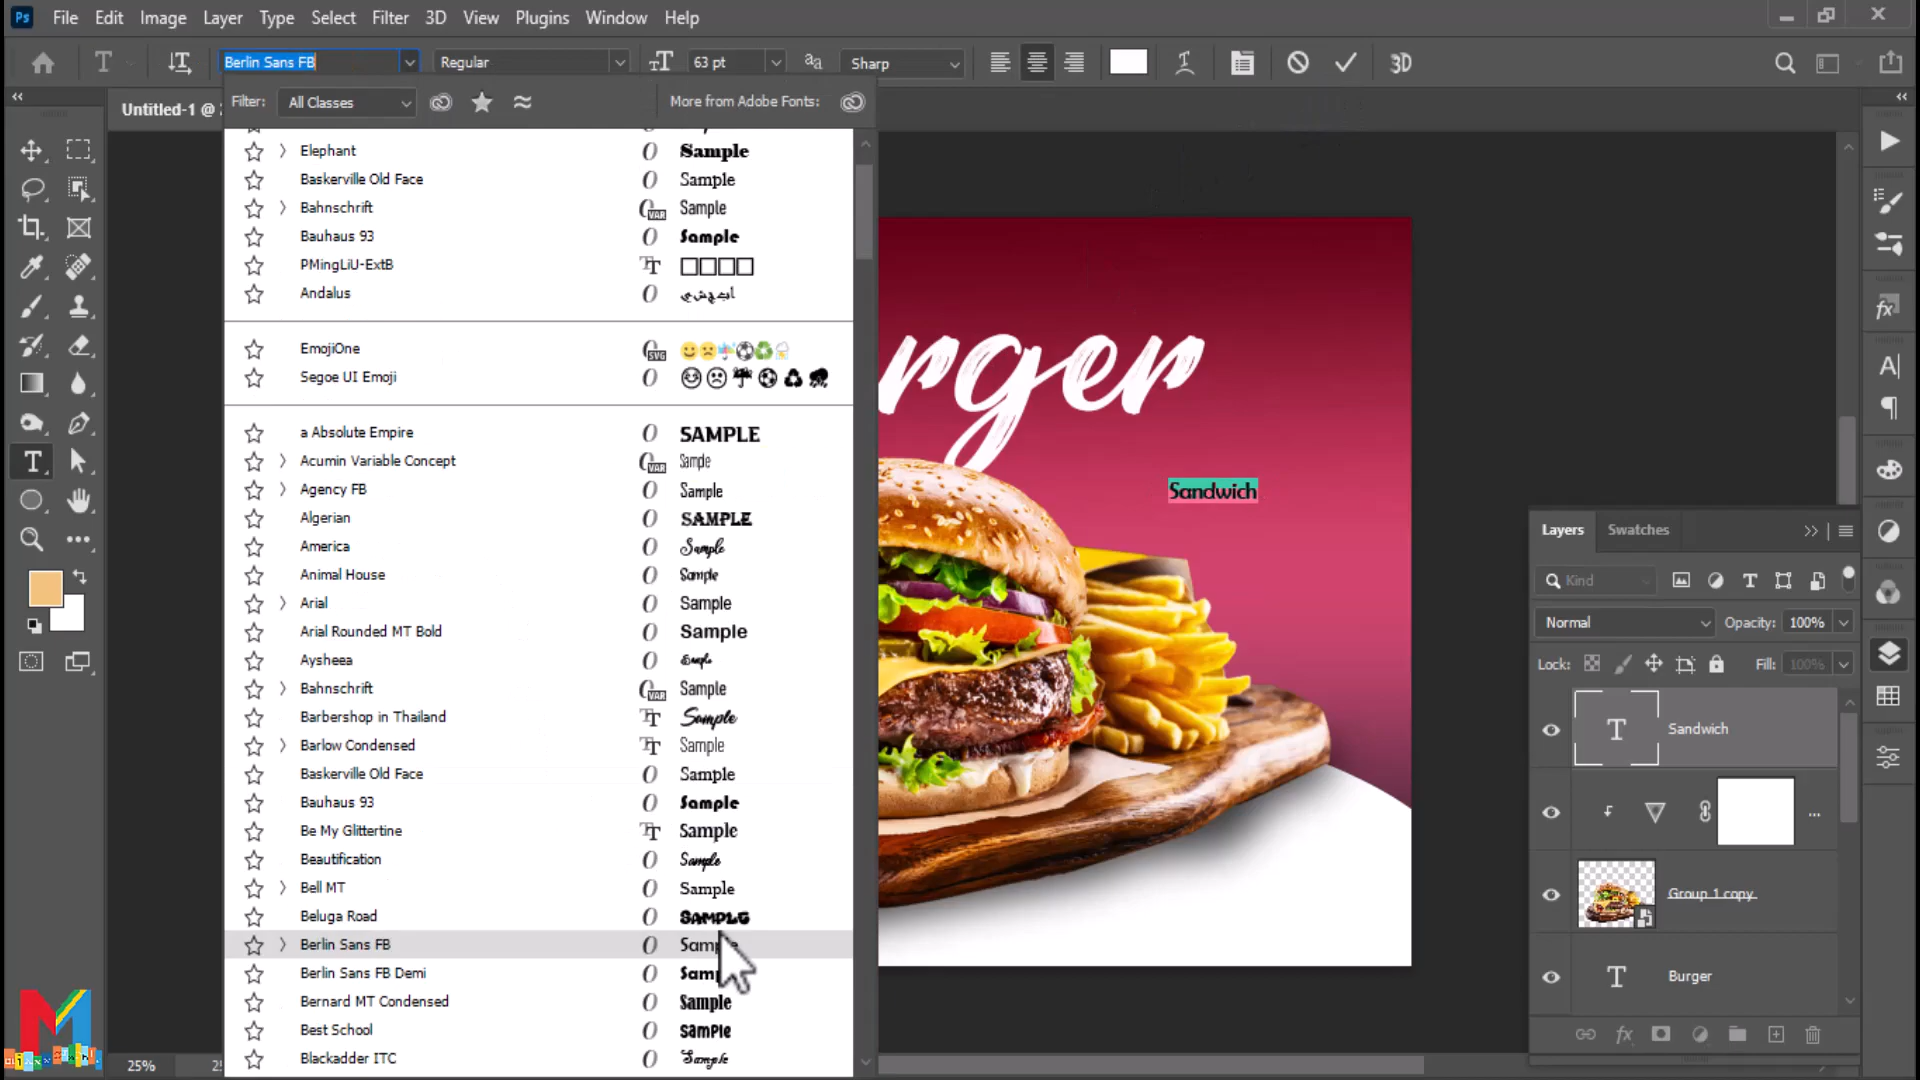 Ps File Edit Image Layer Type Select Filter 3D View Plugins Window Help
Berlin Sans FB Regular 63 pt Sharp 3D
Filter: All Classes More from Adobe Fonts:
Untitled-1 @
Elephant Sample
Baskerville Old Face Sample
Bahnschrift Sample
Bauhaus 93 Sample
PMingLiU-ExtB
Andalus
EmojiOne
Segoe UI Emoji
a Absolute Empire SAMPLE
Acumin Variable Concept Sample
Agency FB Sample
Algerian SAMPLE
America Sample
Animal House Sample
Arial Sample
Arial Rounded MT Bold Sample
Aysheea Sample
Bahnschrift Sample
Barbershop in Thailand Sample
Barlow Condensed Sample
Baskerville Old Face Sample
Bauhaus 93 Sample
Be My Glittertine Sample
Beautification Sample
Bell MT Sample
Beluga Road SAMPLE
Berlin Sans FB
Berlin Sans FB Demi
Bernard MT Condensed Sample
Best School Sample
Blackadder ITC Sample
rger
Sandwich
Layers Swatches
Kind
Normal Opacity: 100%
Lock: Fill: 100%
Sandwich
Group 1 copy
Burger
25%